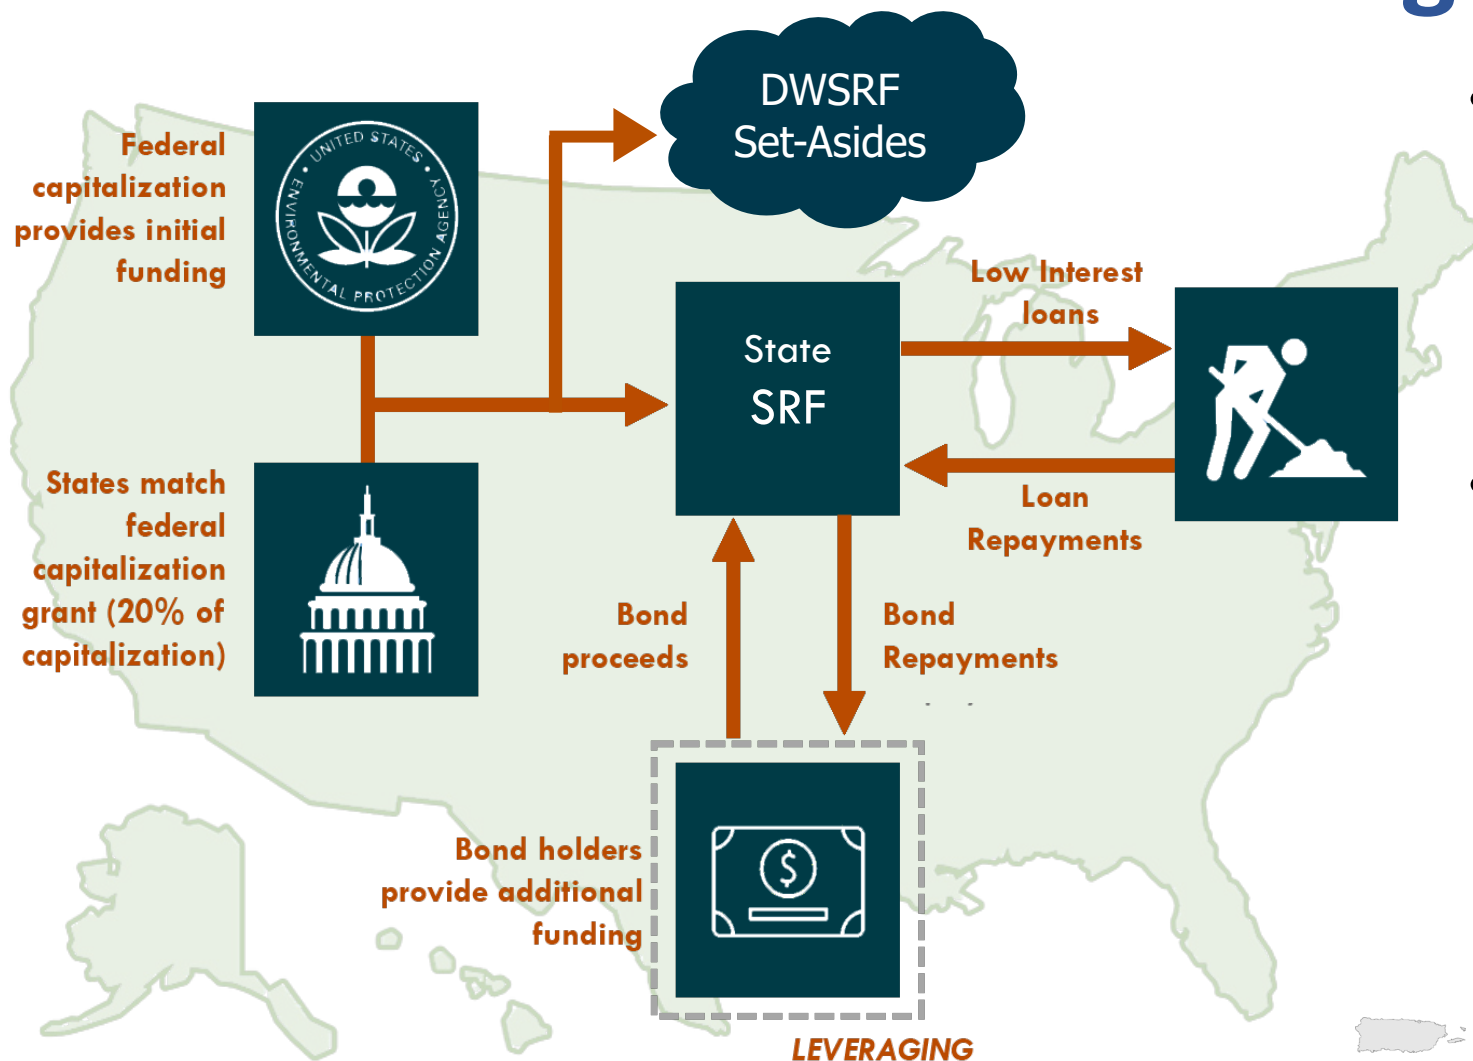 g
DWSRF
Set-Asides
Federal
capitalization
provides initial
funding
UNITED STATES
ENVIRONMENTAL PROTECTION AGENCY
Low Interest
loans
State
SRF
States match
federal
capitalization
grant (20% of
capitalization)
Loan
Repayments
Bond
proceeds
Bond
Repayments
$
Bond holders
provide additional
funding
LEVERAGING